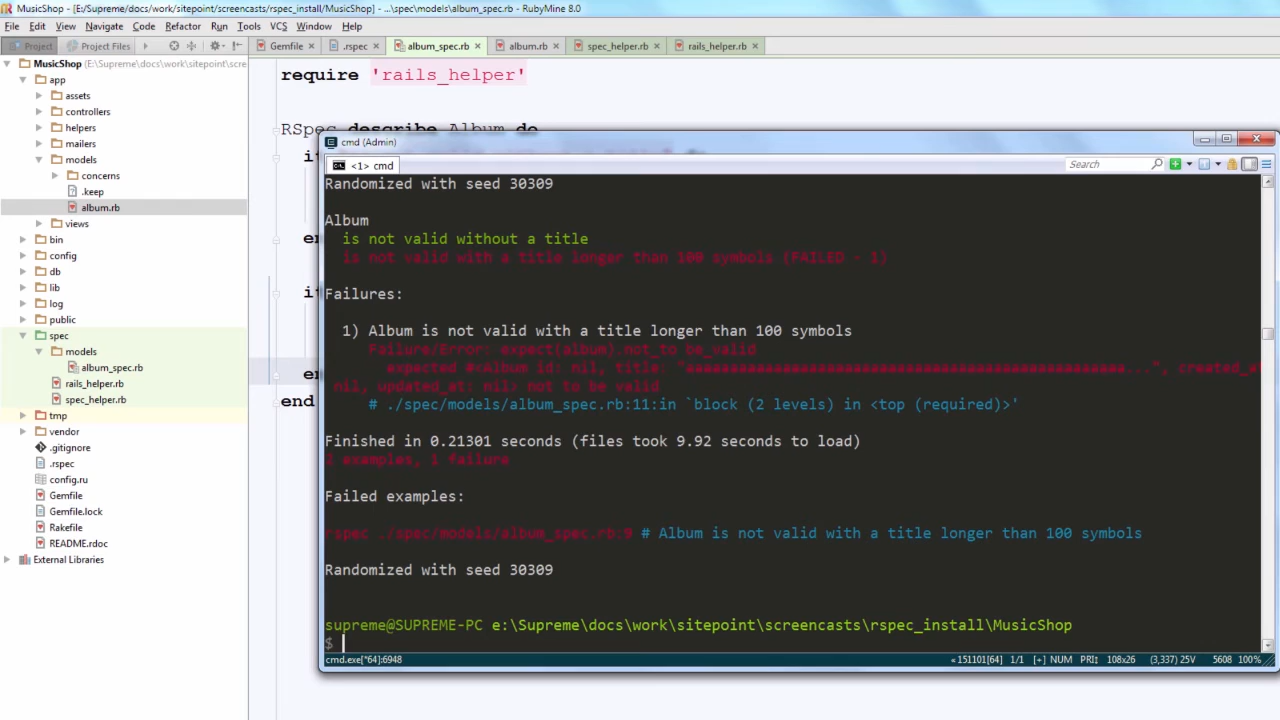 MusicShop - [E:/Supreme/docs/work/sitepoint/screencasts/rspec_install/MusicShop] - ...\spec\models\album_spec.rb - RubyMine 8.0
File Edit View Navigate Code Refactor Run Tools VCS Window Help
Project Project Files Gemfile .rspec album_spec.rb album.rb spec_helper.rb rails_helper.rb
MusicShop (E:/Supreme/docs/work/sitepoint/scre
app
assets
controllers
helpers
mailers
models
concerns
.keep
album.rb
views
bin
config
db
lib
log
public
spec
models
album_spec.rb
rails_helper.rb
spec_helper.rb
tmp
vendor
.gitignore
.rspec
config.ru
Gemfile
Gemfile.lock
Rakefile
README.rdoc
External Libraries
require 'rails_helper'
RSpec.describe Album do
end
cmd (Admin)
<1> cmd Search
Randomized with seed 30309
Album
is not valid without a title
is not valid with a title longer than 100 symbols (FAILED - 1)
Failures:
1) Album is not valid with a title longer than 100 symbols
Failure/Error: expect(album).not_to be_valid
expected #<Album id: nil, title: "aaaaaaaaaaaaaaaaaaaaaaaaaaaaaaaaaaaaaaaaaaaaaaaaaa...", created_at
nil, updated_at: nil> not to be valid
# ./spec/models/album_spec.rb:11:in `block (2 levels) in <top (required)>'
Finished in 0.21301 seconds (files took 9.92 seconds to load)
2 examples, 1 failure
Failed examples:
rspec ./spec/models/album_spec.rb:9 # Album is not valid with a title longer than 100 symbols
Randomized with seed 30309
supreme@SUPREME-PC e:\Supreme\docs\work\sitepoint\screencasts\rspec_install\MusicShop
$
cmd.exe[*64]:6948 «151101[64] 1/1 [+] NUM PRI↕ 108x26 (3,337) 25V 5608 100%